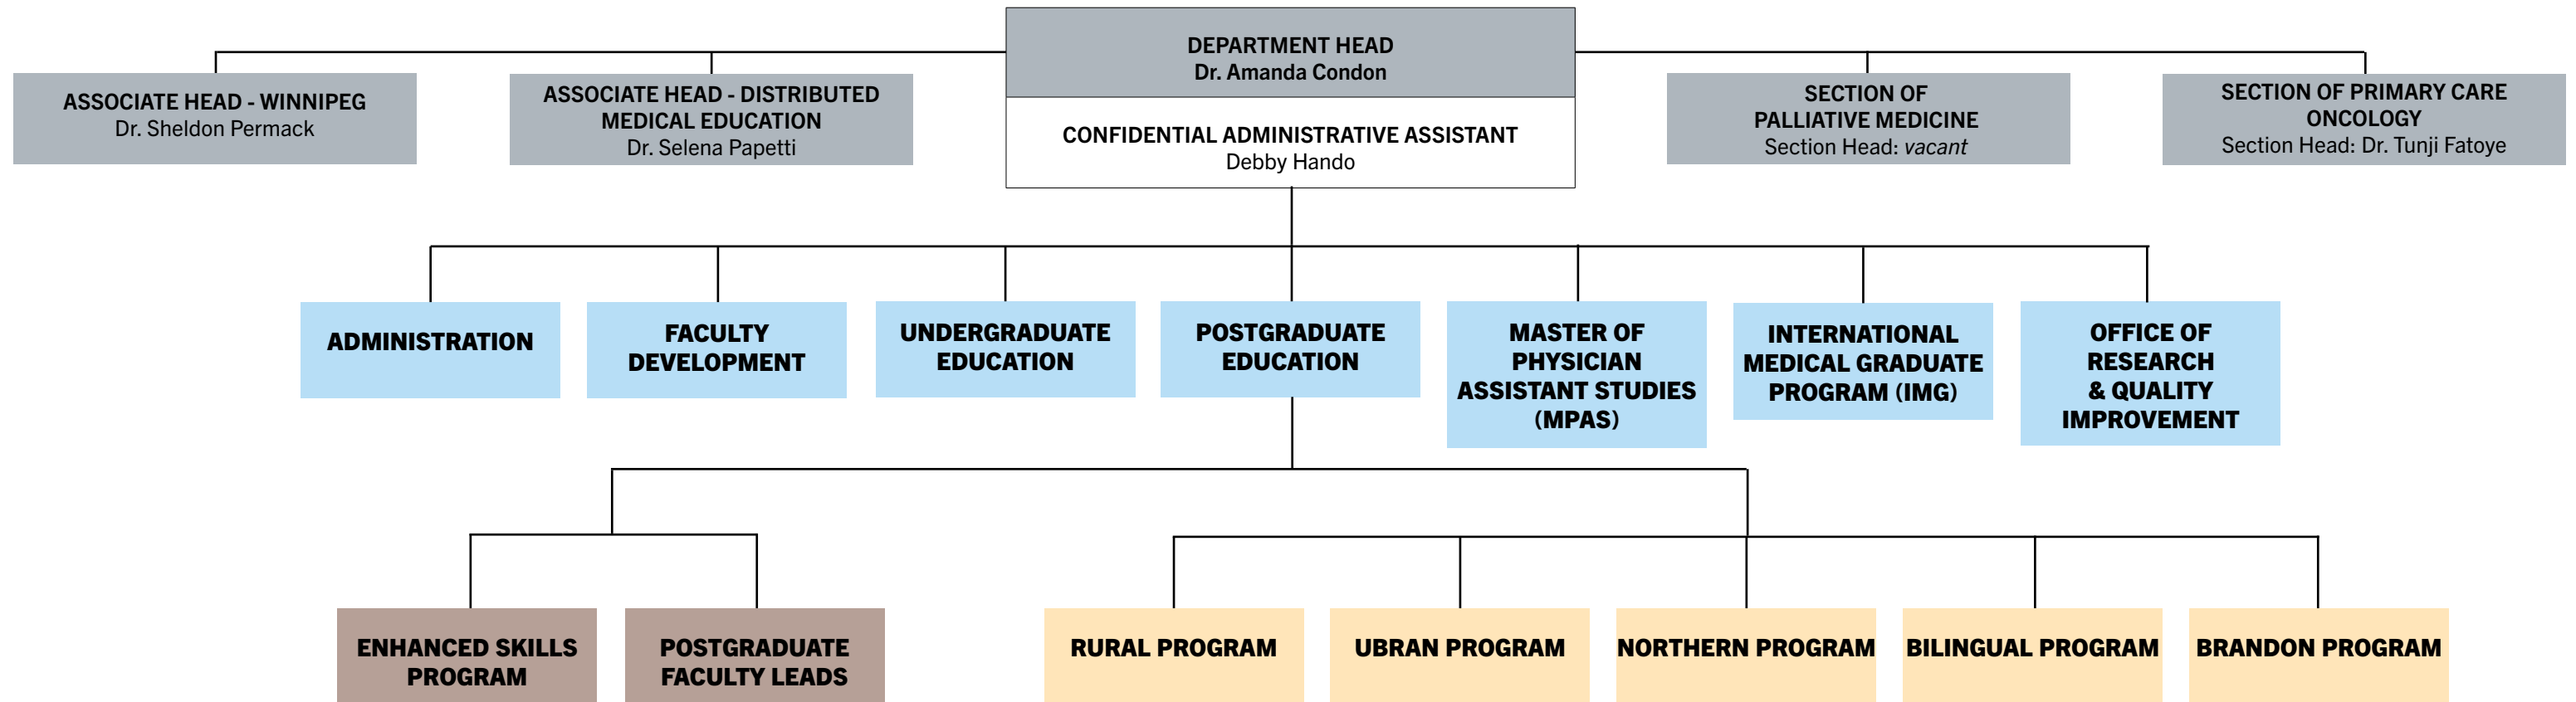 DEPARTMENT HEAD
Dr. Amanda Condon
CONFIDENTIAL ADMINISTRATIVE ASSISTANT
Debby Hando
ASSOCIATE HEAD - WINNIPEG
Dr. Sheldon Permack
ASSOCIATE HEAD - DISTRIBUTED
MEDICAL EDUCATION
Dr. Selena Papetti
SECTION OF
PALLIATIVE MEDICINE
Section Head: vacant
SECTION OF PRIMARY CARE
ONCOLOGY
Section Head: Dr. Tunji Fatoye
ADMINISTRATION
FACULTY
DEVELOPMENT
UNDERGRADUATE
EDUCATION
POSTGRADUATE
EDUCATION
MASTER OF
PHYSICIAN
ASSISTANT STUDIES
(MPAS)
INTERNATIONAL
MEDICAL GRADUATE
PROGRAM (IMG)
OFFICE OF
RESEARCH
& QUALITY
IMPROVEMENT
ENHANCED SKILLS
PROGRAM
POSTGRADUATE
FACULTY LEADS
RURAL PROGRAM
UBRAN PROGRAM
NORTHERN PROGRAM
BILINGUAL PROGRAM
BRANDON PROGRAM